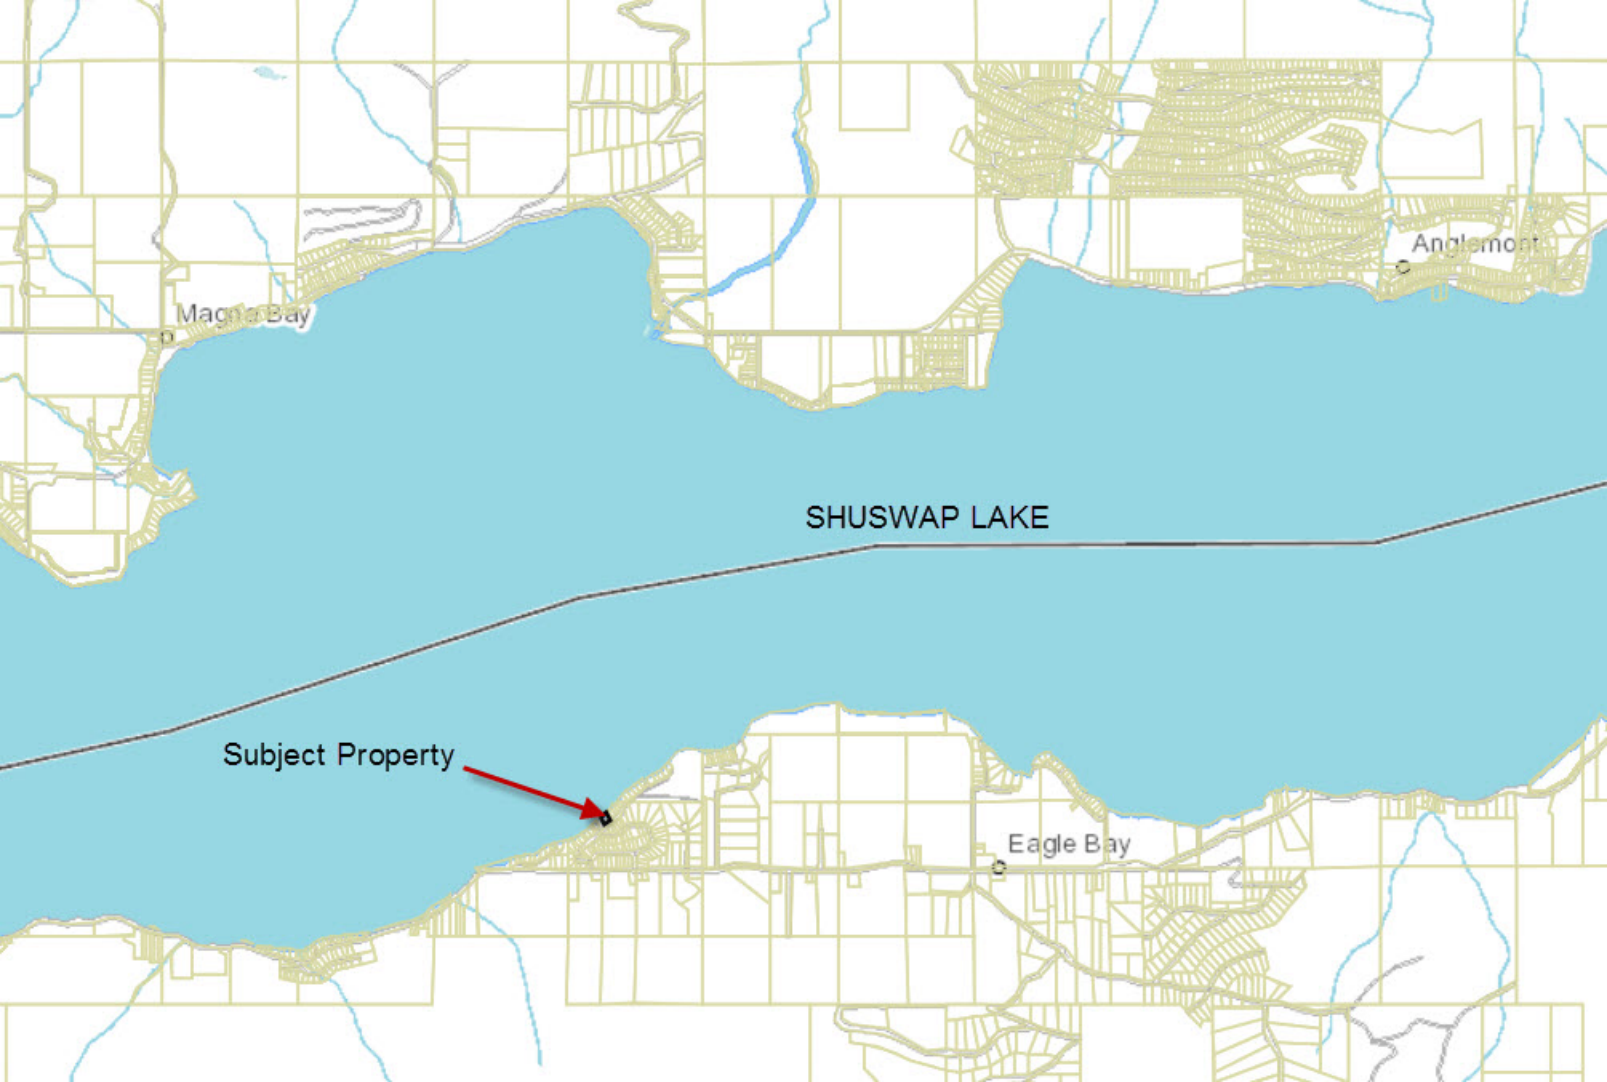 Anglemont
Magna Bay
SHUSWAP LAKE
Subject Property
Eagle Bay